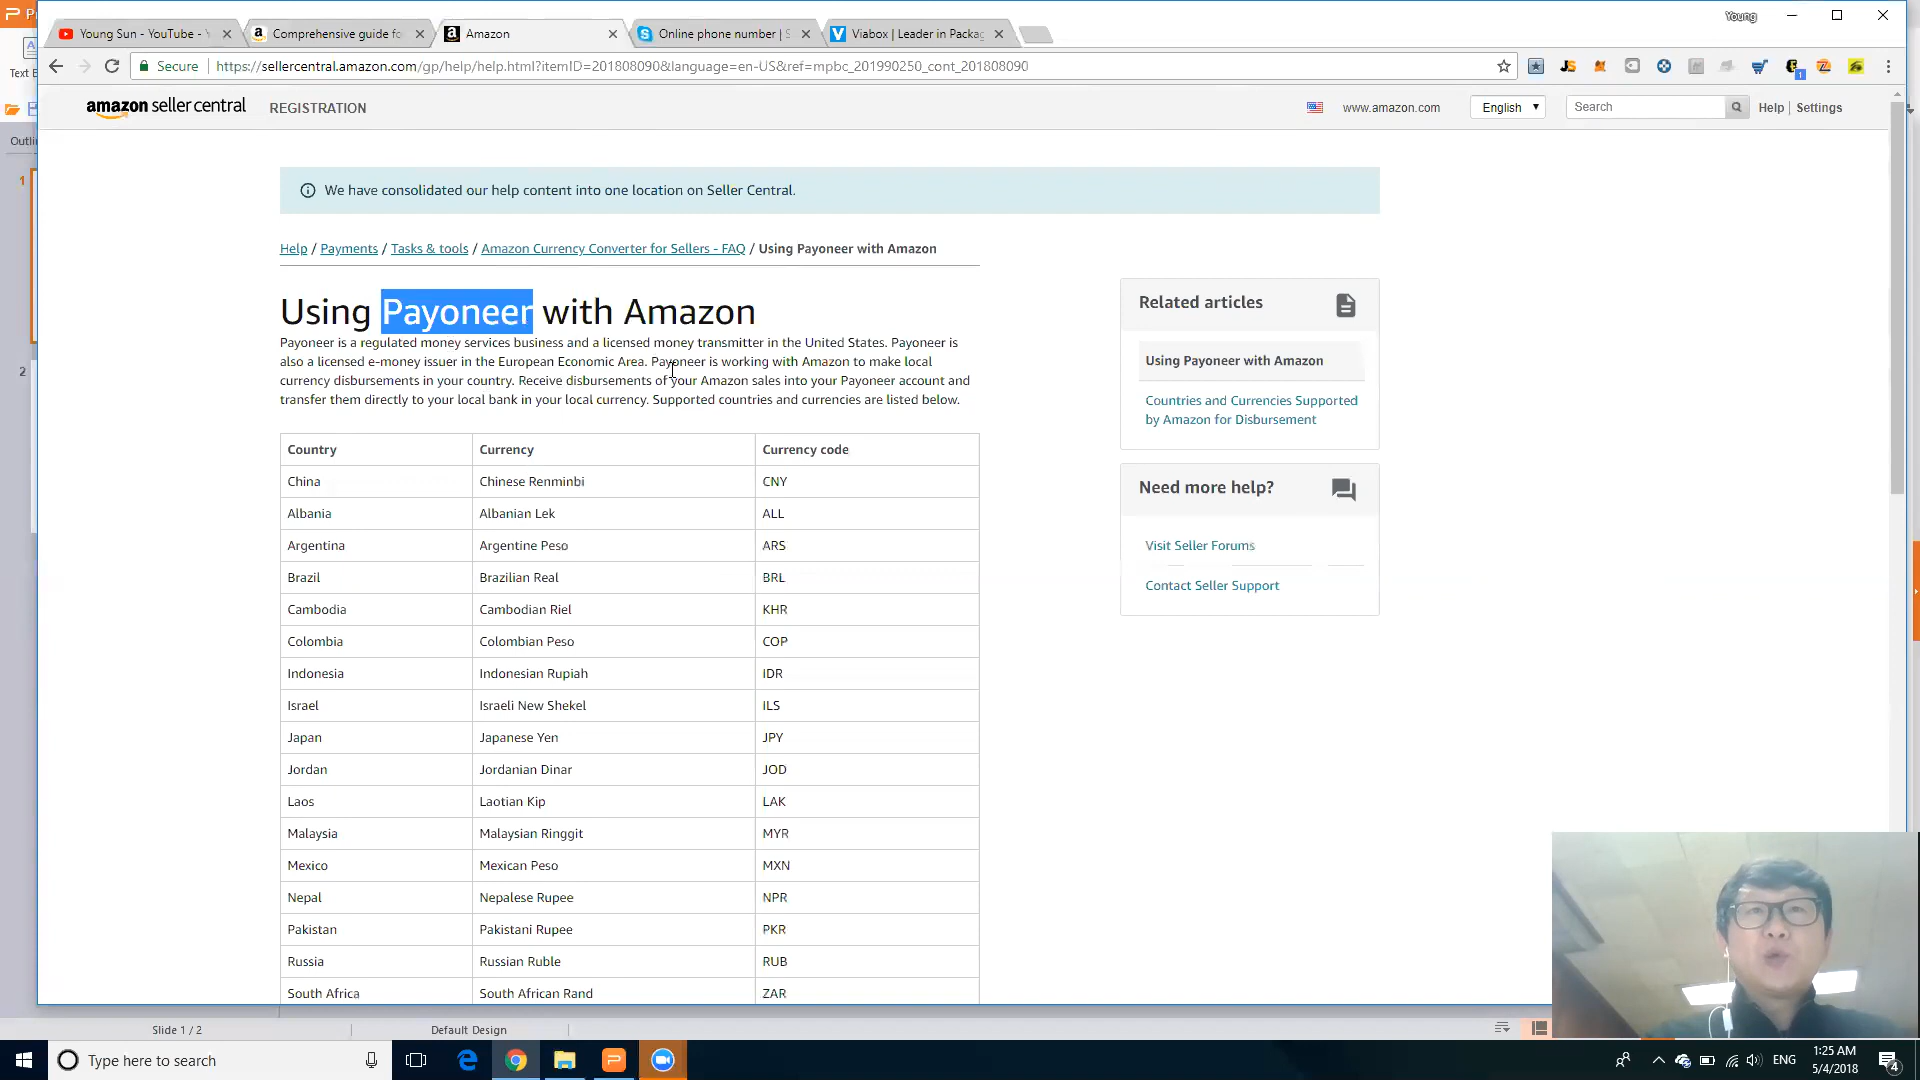 Young
Young Sun - YouTube -
Comprehensive guide fo
Amazon
Online phone number | S
Viabox | Leader in Packag
Secure
https://sellercentral.amazon.com/gp/help/help.html?itemID=201808090&language=en-US&ref=mpbc_201990250_cont_201808090
Text E
amazon seller central
REGISTRATION
www.amazon.com
English
Search
Help | Settings
Outlin
We have consolidated our help content into one location on Seller Central.
Help / Payments / Tasks & tools / Amazon Currency Converter for Sellers - FAQ / Using Payoneer with Amazon
Using Payoneer with Amazon
Payoneer is a regulated money services business and a licensed money transmitter in the United States. Payoneer is
also a licensed e-money issuer in the European Economic Area. Payoneer is working with Amazon to make local
currency disbursements in your country. Receive disbursements of your Amazon sales into your Payoneer account and
transfer them directly to your local bank in your local currency. Supported countries and currencies are listed below.
Country Currency Currency code
China Chinese Renminbi CNY
Albania Albanian Lek ALL
Argentina Argentine Peso ARS
Brazil Brazilian Real BRL
Cambodia Cambodian Riel KHR
Colombia Colombian Peso COP
Indonesia Indonesian Rupiah IDR
Israel Israeli New Shekel ILS
Japan Japanese Yen JPY
Jordan Jordanian Dinar JOD
Laos Laotian Kip LAK
Malaysia Malaysian Ringgit MYR
Mexico Mexican Peso MXN
Nepal Nepalese Rupee NPR
Pakistan Pakistani Rupee PKR
Russia Russian Ruble RUB
South Africa South African Rand ZAR
Related articles
Using Payoneer with Amazon
Countries and Currencies Supported
by Amazon for Disbursement
Need more help?
Visit Seller Forums
Contact Seller Support
1
2
Slide 1 / 2
Default Design
Type here to search
ENG
1:25 AM
5/4/2018
4